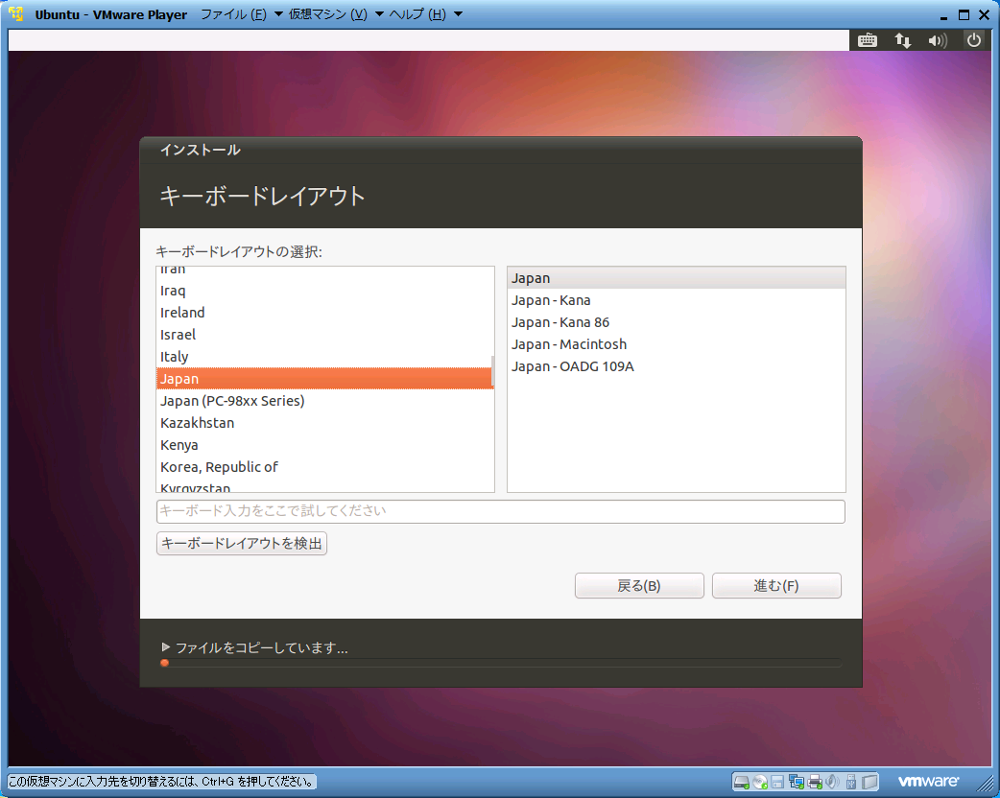 Ubuntu - VMware Player ファイル (F) 仮想マシン (V) ヘルプ (H)
インストール
キーボードレイアウト
キーボードレイアウトの選択:
Iran
Iraq
Ireland
Israel
Italy
Japan
Japan (PC-98xx Series)
Kazakhstan
Kenya
Korea, Republic of
Kyrgyzstan
Japan
Japan - Kana
Japan - Kana 86
Japan - Macintosh
Japan - OADG 109A
キーボード入力をここで試してください
キーボードレイアウトを検出
戻る(B) 進む(F)
ファイルをコピーしています...
この仮想マシンに入力先を切り替えるには、Ctrl+G を押してください。
vmware